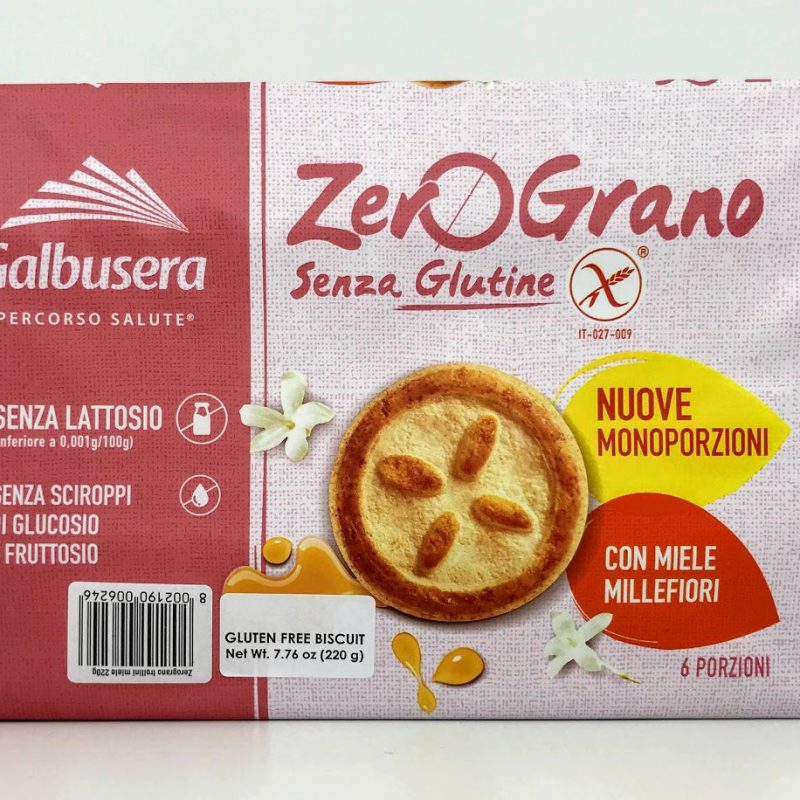 Galbusera
PERCORSO SALUTE®
SENZA LATTOSIO
(inferiore a 0,001g/100g)
SENZA SCIROPPI
DI GLUCOSIO
FRUTTOSIO
8 002190 006246
Zerograno frollini miele 220g
ZeroGrano
Senza Glutine
®
IT-027-009
NUOVE
MONOPORZIONI
CON MIELE
MILLEFIORI
6 PORZIONI
GLUTEN FREE BISCUIT
Net Wt. 7.76 oz (220 g)